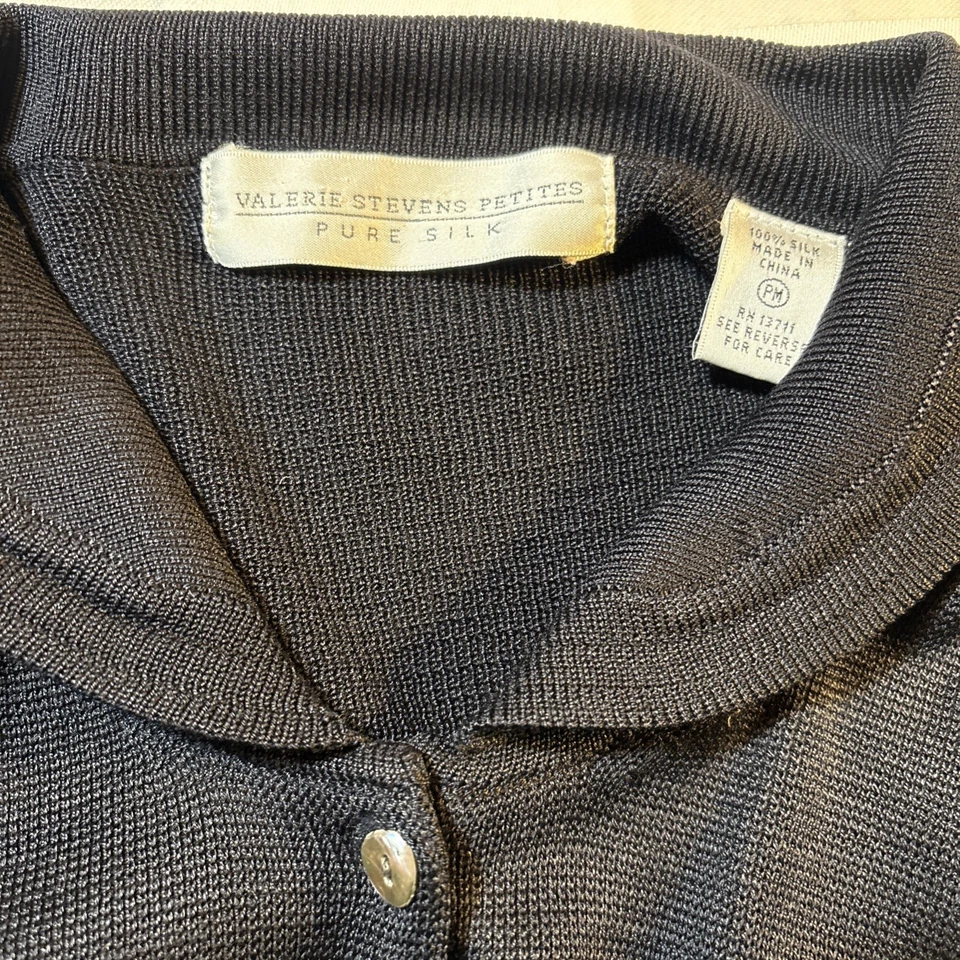 VALERIE STEVENS PETITES
PURE SILK
100% SILK
MADE IN
CHINA
PM
RN 13711
SEE REVERSE
FOR CARE